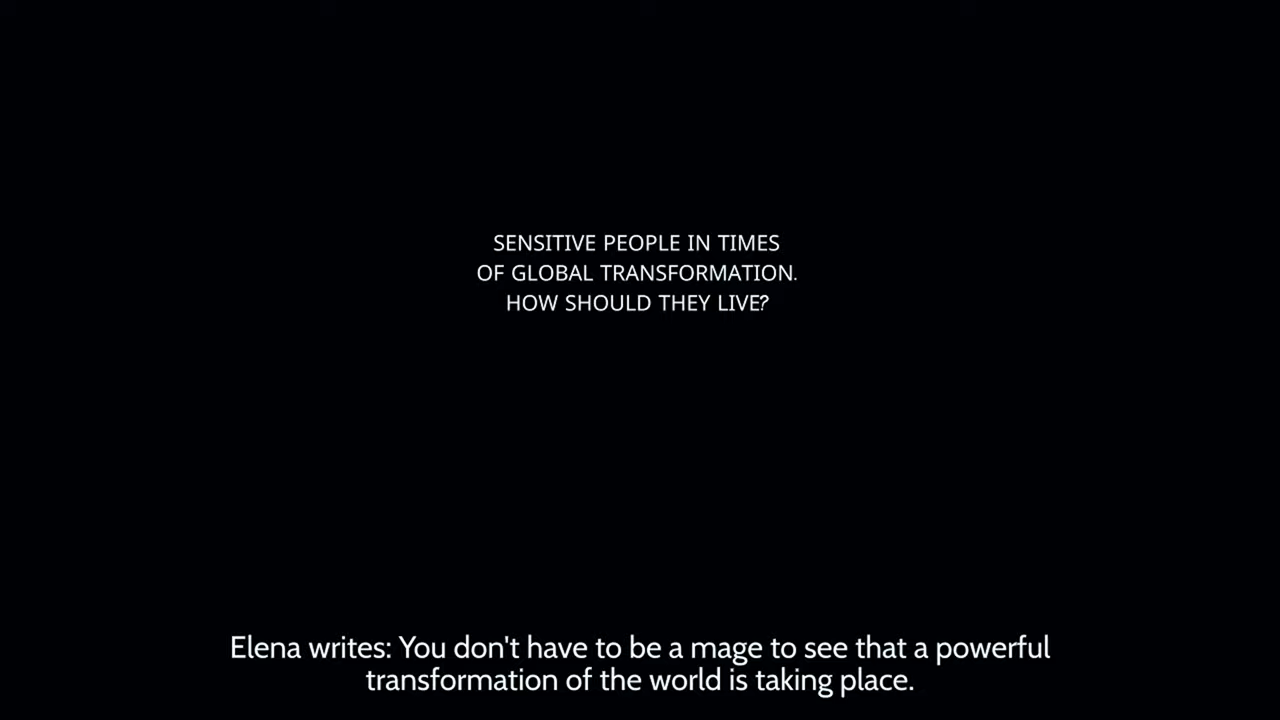 SENSITIVE PEOPLE IN TIMES
OF GLOBAL TRANSFORMATION.
HOW SHOULD THEY LIVE?
Elena writes: You don't have to be a mage to see that a powerful
transformation of the world is taking place.